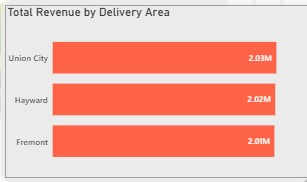 Total Revenue by Delivery Area
Union City 2.03M
Hayward 2.02M
Fremont 2.01M